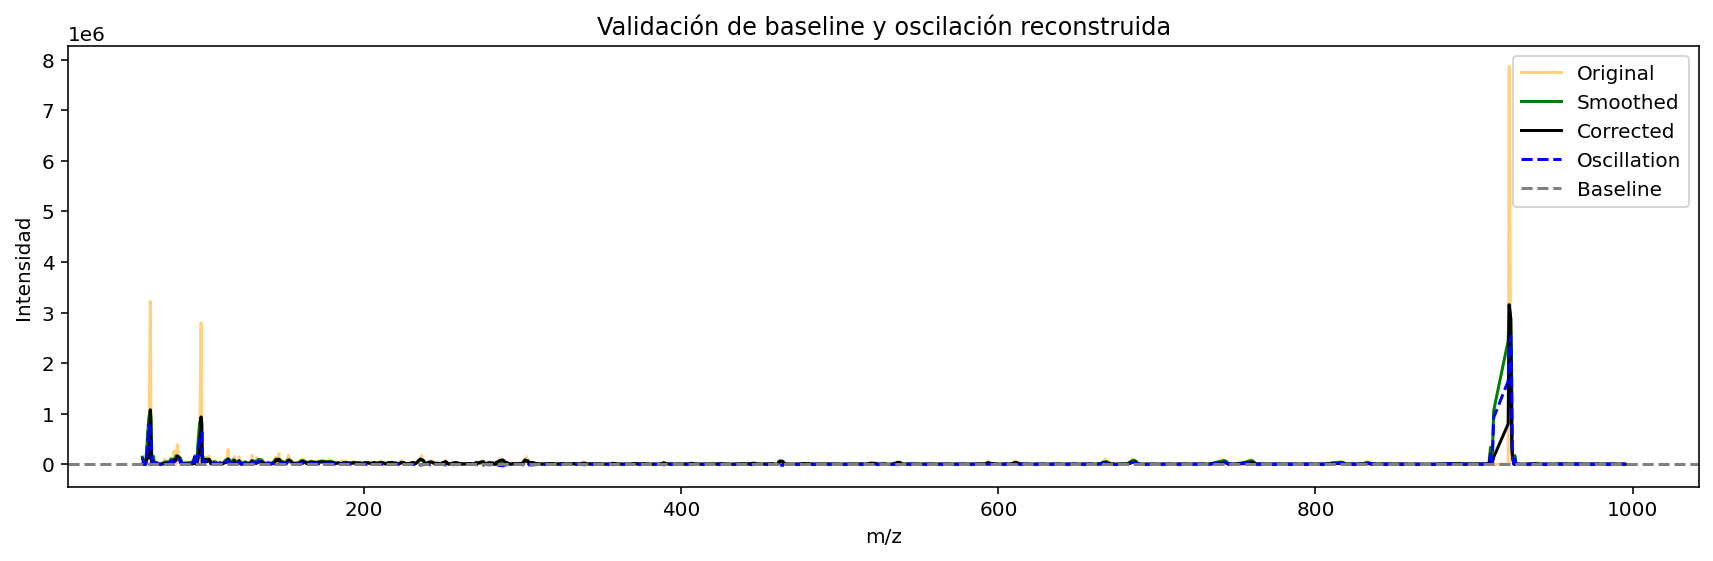 Validación de baseline y oscilación reconstruida
1e6
8
7
6
5
4
3
2
1
0
Intensidad
200
400
600
800
1000
m/z
Original
Smoothed
Corrected
Oscillation
Baseline